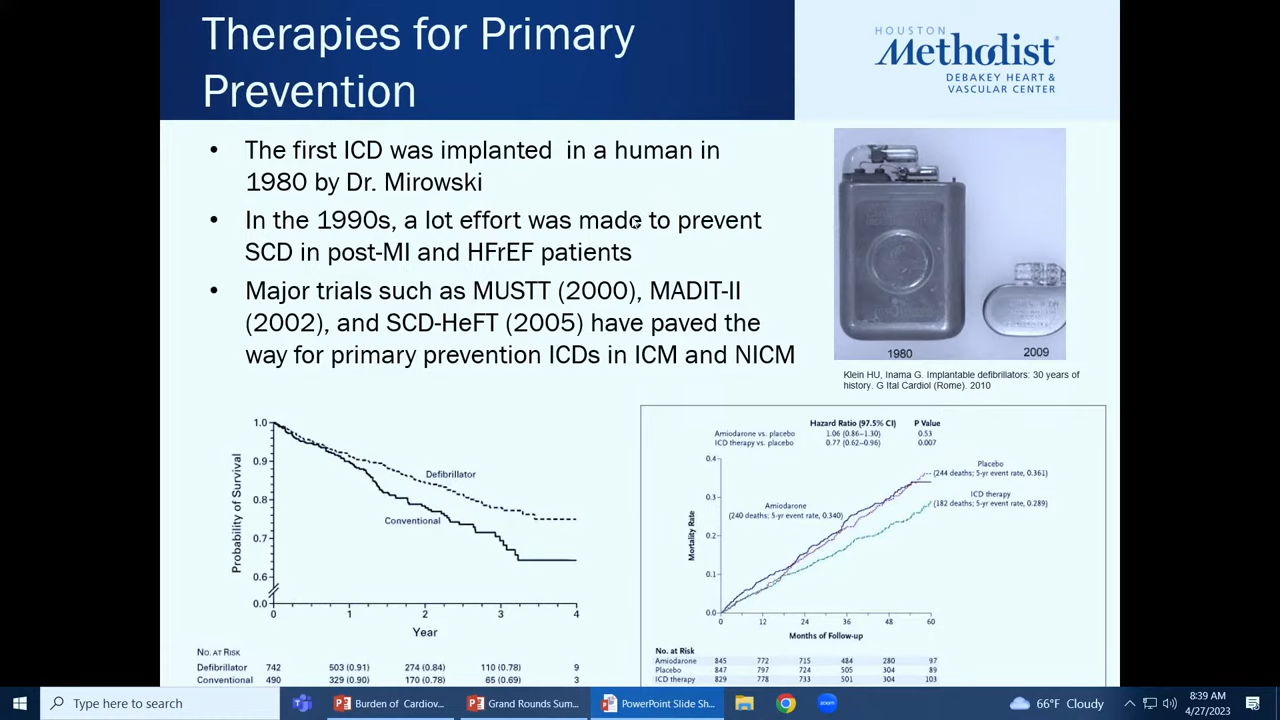 Therapies for Primary
Prevention
HOUSTON
Methodist
DEBAKEY HEART &
VASCULAR CENTER
• The first ICD was implanted in a human in
1980 by Dr. Mirowski
• In the 1990s, a lot effort was made to prevent
SCD in post-MI and HFrEF patients
• Major trials such as MUSTT (2000), MADIT-II
(2002), and SCD-HeFT (2005) have paved the
way for primary prevention ICDs in ICM and NICM
1980
2009
Klein HU, Inama G. Implantable defibrillators: 30 years of
history. G Ital Cardiol (Rome). 2010
Probability of Survival
1.0
0.9
0.8
0.7
0.6
0.0
Defibrillator
Conventional
0 1 2 3 4
Year
No. at Risk
Defibrillator 742 503 (0.91) 274 (0.84) 110 (0.78) 9
Conventional 490 329 (0.90) 170 (0.78) 65 (0.69) 3
Hazard Ratio (97.5% CI) P Value
Amiodarone vs. placebo 1.06 (0.86–1.30) 0.53
ICD therapy vs. placebo 0.77 (0.62–0.96) 0.007
Mortality Rate
0.4
0.3
0.2
0.1
0.0
Placebo
(244 deaths; 5-yr event rate, 0.361)
ICD therapy
(182 deaths; 5-yr event rate, 0.289)
Amiodarone
(240 deaths; 5-yr event rate, 0.340)
0 12 24 36 48 60
Months of Follow-up
No. at Risk
Amiodarone 845 772 715 484 280 97
Placebo 847 797 724 505 304 89
ICD therapy 829 778 733 501 304 103
Type here to search
Burden of Cardiov...
Grand Rounds Sum...
PowerPoint Slide Sh...
zoom
66°F Cloudy
8:39 AM
4/27/2023